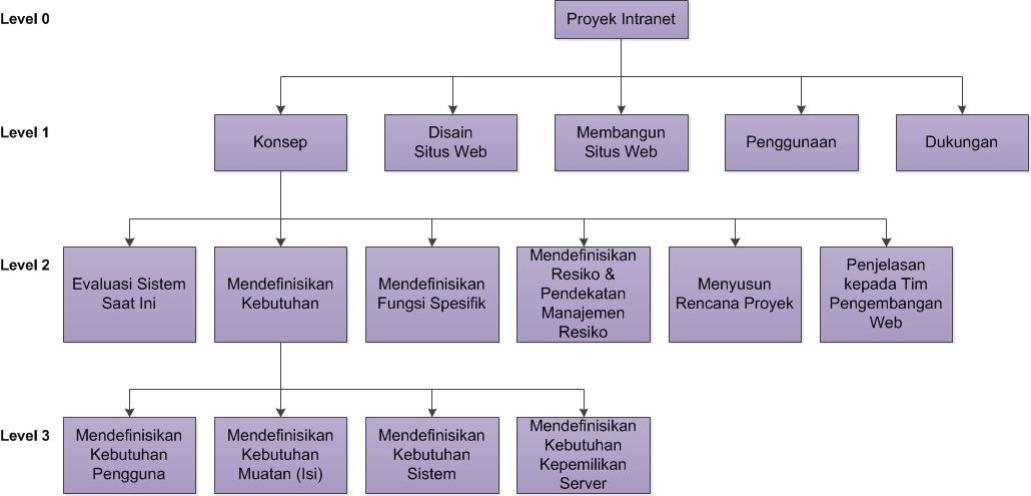 Level 0
Proyek Intranet
Level 1
Konsep
Disain
Situs Web
Membangun
Situs Web
Penggunaan
Dukungan
Level 2
Evaluasi Sistem
Saat Ini
Mendefinisikan
Kebutuhan
Mendefinisikan
Fungsi Spesifik
Mendefinisikan
Resiko &
Pendekatan
Manajemen
Resiko
Menyusun
Rencana Proyek
Penjelasan
kepada Tim
Pengembangan
Web
Level 3
Mendefinisikan
Kebutuhan
Pengguna
Mendefinisikan
Kebutuhan
Muatan (Isi)
Mendefinisikan
Kebutuhan
Sistem
Mendefinisikan
Kebutuhan
Kepemilikan
Server